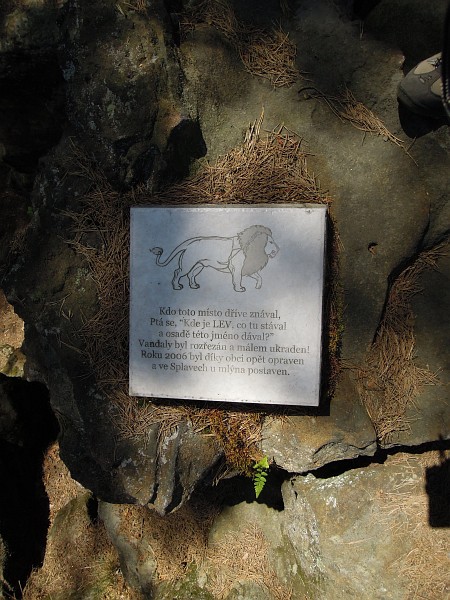 Kdo toto místo dříve znával,
Ptá se, "Kde je LEV, co tu stával
a osadě této jméno dával?"
Vandaly byl rozřezán a málem ukraden!
Roku 2006 byl díky obci opět opraven
a ve Splavech u mlýna postaven.